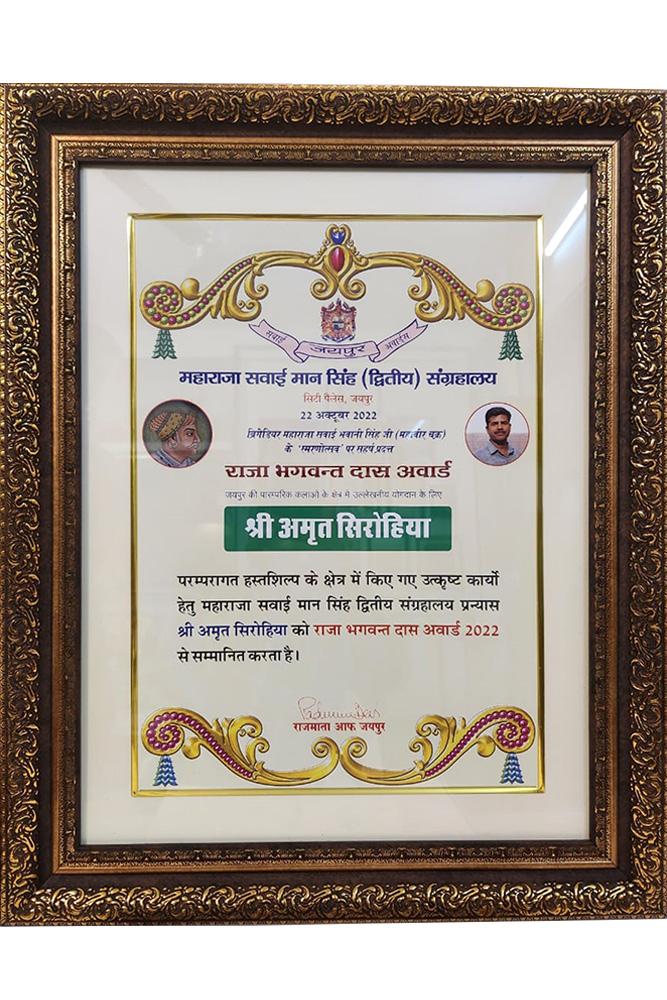 सवाई जयपुर अवार्ड्स
महाराजा सवाई मान सिंह (द्वितीय) संग्रहालय
सिटी पैलेस, जयपुर
22 अक्टूबर 2022
ब्रिगेडियर महाराजा सवाई भवानी सिंह जी (महावीर चक्र)
के 'स्मरणोत्सव' पर सहर्ष प्रदत्त
राजा भगवन्त दास अवार्ड
जयपुर की पारम्परिक कलाओं के क्षेत्र में उल्लेखनीय योगदान के लिए
श्री अमृत सिरोहिया
परम्परागत हस्तशिल्प के क्षेत्र में किए गए उत्कृष्ट कार्यो
हेतु महाराजा सवाई मान सिंह द्वितीय संग्रहालय प्रन्यास
श्री अमृत सिरोहिया को राजा भगवन्त दास अवार्ड 2022
से सम्मानित करता है।
राजमाता आफ जयपुर